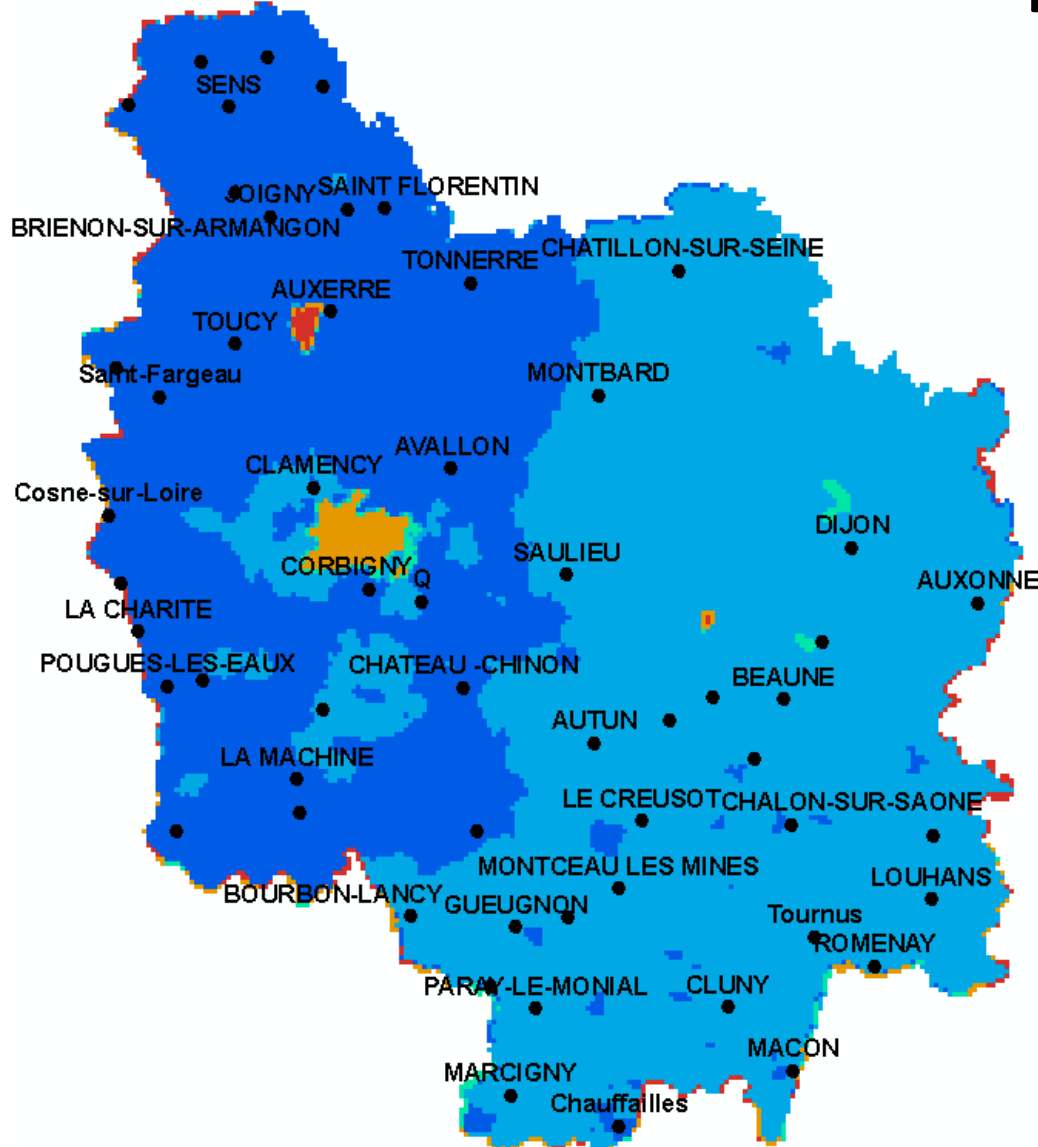 SENS
JOIGNY
SAINT FLORENTIN
BRIENON-SUR-ARMANGON
TONNERRE
CHATILLON-SUR-SEINE
AUXERRE
TOUCY
Saint-Fargeau
MONTBARD
AVALLON
CLAMENCY
Cosne-sur-Loire
DIJON
SAULIEU
CORBIGNY
Q
AUXONNE
LA CHARITE
POUGUES-LES-EAUX
CHATEAU -CHINON
BEAUNE
AUTUN
LA MACHINE
LE CREUSOT
CHALON-SUR-SAONE
MONTCEAU LES MINES
LOUHANS
BOURBON-LANCY
GUEUGNON
Tournus
ROMENAY
PARAY-LE-MONIAL
CLUNY
MACON
MARCIGNY
Chauffailles